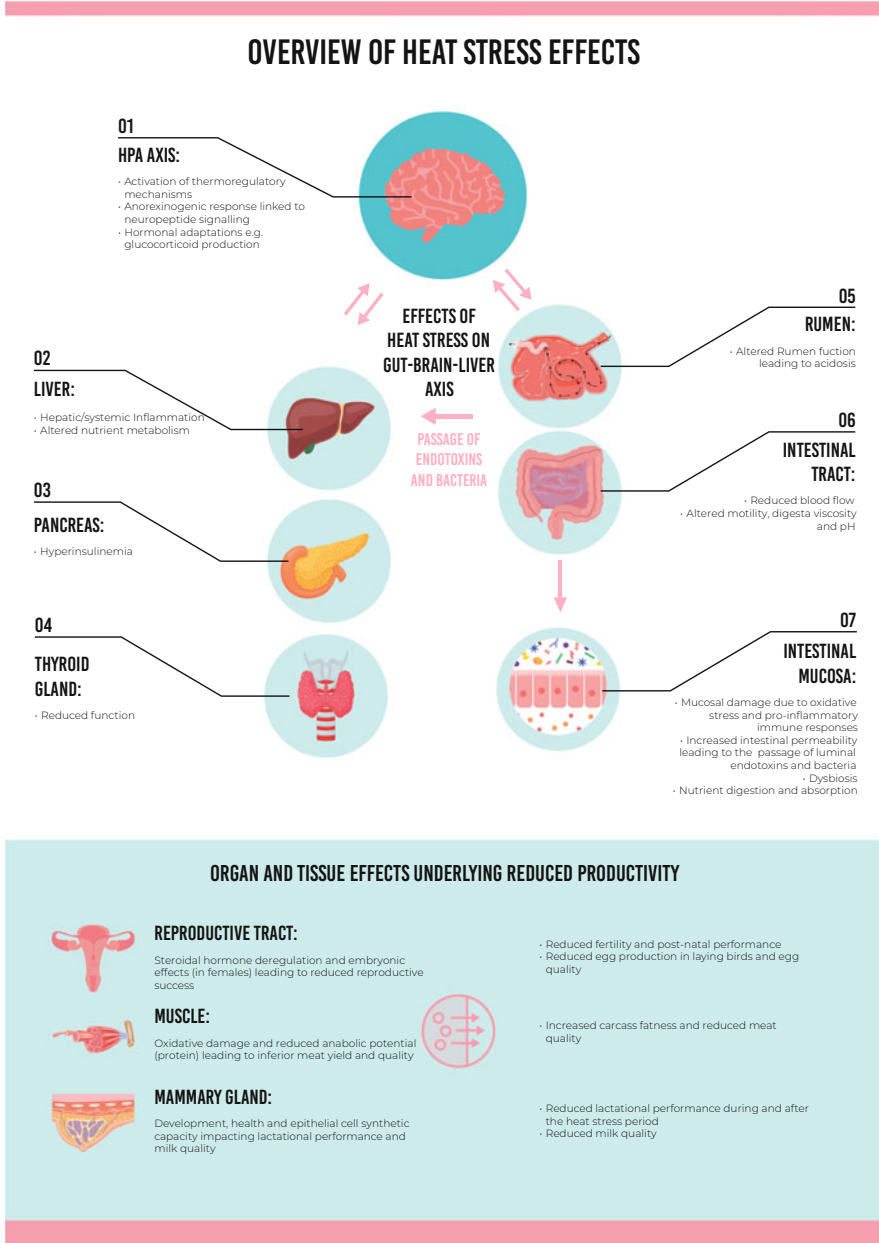 OVERVIEW OF HEAT STRESS EFFECTS
01
HPA AXIS:
• Activation of thermoregulatory
mechanisms
• Anorexinogenic response linked to
neuropeptide signalling
• Hormonal adaptations e.g.
glucocorticoid production
EFFECTS OF
HEAT STRESS ON
GUT-BRAIN-LIVER
AXIS
PASSAGE OF
ENDOTOXINS
AND BACTERIA
02
LIVER:
• Hepatic/systemic Inflammation
• Altered nutrient metabolism
03
PANCREAS:
• Hyperinsulinemia
04
THYROID
GLAND:
• Reduced function
05
RUMEN:
• Altered Rumen fuction
leading to acidosis
06
INTESTINAL
TRACT:
• Reduced blood flow
• Altered motility, digesta viscosity
and pH
07
INTESTINAL
MUCOSA:
• Mucosal damage due to oxidative
stress and pro-inflammatory
immune responses
• Increased intestinal permeability
leading to the passage of luminal
endotoxins and bacteria
• Dysbiosis
• Nutrient digestion and absorption
ORGAN AND TISSUE EFFECTS UNDERLYING REDUCED PRODUCTIVITY
REPRODUCTIVE TRACT:
Steroidal hormone deregulation and embryonic
effects (in females) leading to reduced reproductive
success
• Reduced fertility and post-natal performance
• Reduced egg production in laying birds and egg
quality
MUSCLE:
Oxidative damage and reduced anabolic potential
(protein) leading to inferior meat yield and quality
• Increased carcass fatness and reduced meat
quality
MAMMARY GLAND:
Development, health and epithelial cell synthetic
capacity impacting lactational performance and
milk quality
• Reduced lactational performance during and after
the heat stress period
• Reduced milk quality